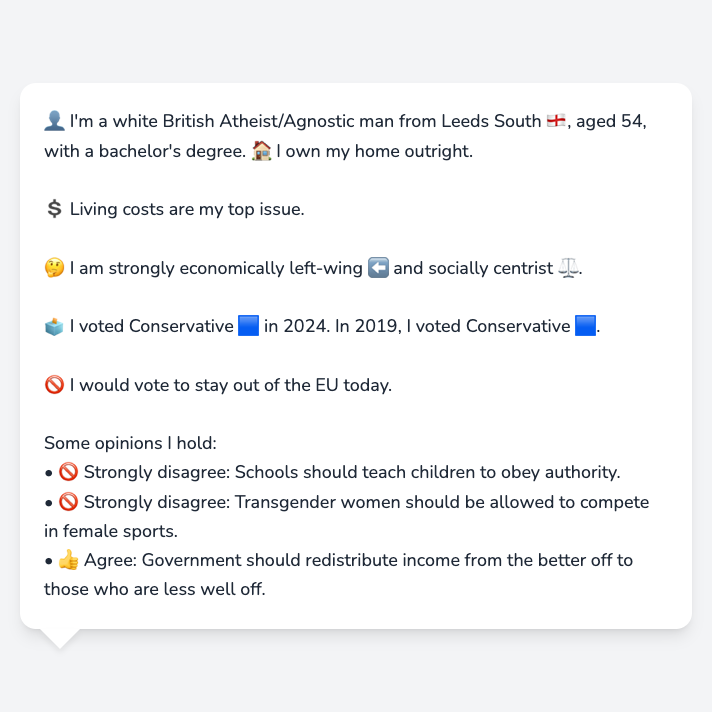 👤 I'm a white British Atheist/Agnostic man from Leeds South 🏴󠁧󠁢󠁥󠁮󠁧󠁿, aged 54,
with a bachelor's degree. 🏠 I own my home outright.
💲 Living costs are my top issue.
🤔 I am strongly economically left-wing ⬅️ and socially centrist ⚖️.
🗳️ I voted Conservative 🟦 in 2024. In 2019, I voted Conservative 🟦.
🚫 I would vote to stay out of the EU today.
Some opinions I hold:
• 🚫 Strongly disagree: Schools should teach children to obey authority.
• 🚫 Strongly disagree: Transgender women should be allowed to compete
in female sports.
• 👍 Agree: Government should redistribute income from the better off to
those who are less well off.